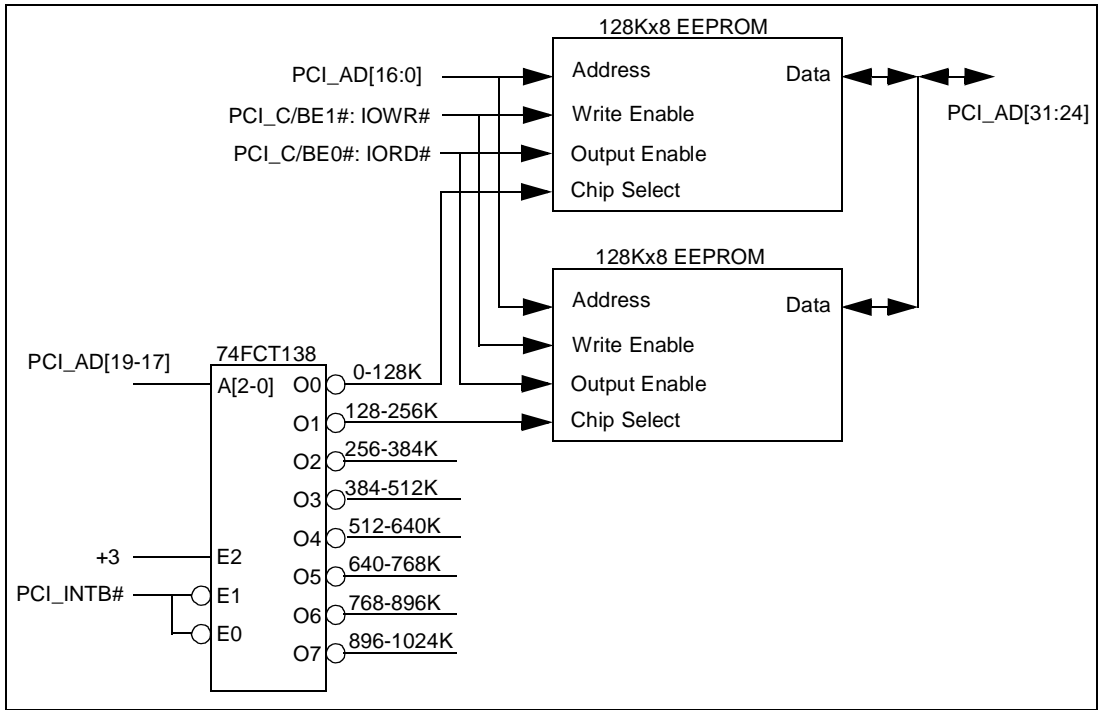 128Kx8 EEPROM
PCI_AD[16:0]
Address
Data
PCI_AD[31:24]
PCI_C/BE1#: IOWR#
Write Enable
PCI_C/BE0#: IORD#
Output Enable
Chip Select
128Kx8 EEPROM
Address
Data
Write Enable
Output Enable
Chip Select
PCI_AD[19-17]
74FCT138
A[2-0]
O0
0-128K
O1
128-256K
O2
256-384K
O3
384-512K
O4
512-640K
+3
E2
O5
640-768K
PCI_INTB#
E1
O6
768-896K
E0
O7
896-1024K